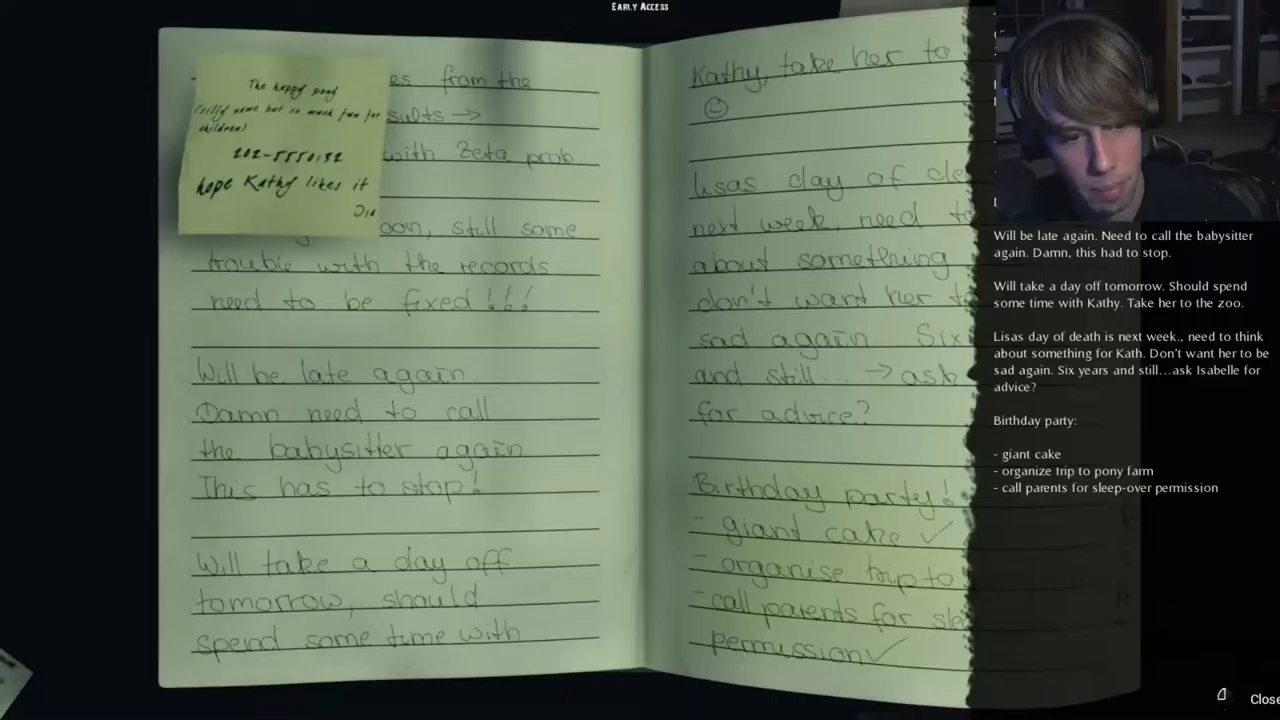 Early Access
The happy pony
(silly name but so much fun for
children)
hope Kathy likes it
es from the
sults →
with Zeta prob
oon, still some
trouble with the records
need to be fixed!!!
Will be late again.
Damn need to call
the babysitter again
This has to stop!
Will take a day off
tomorrow, should
spend some time with
Kathy, take her to
Lisas day of de
next week, need to
about something
don't want her to
sad again. Six
and still... → ask
for advice?
Birthday party!
- giant cake ✓
- organise trip to
- call parents for sle
permission ✓
Will be late again. Need to call the babysitter
again. Damn, this had to stop.
Will take a day off tomorrow. Should spend
some time with Kathy. Take her to the zoo.
Lisas day of death is next week., need to think
about something for Kath. Don't want her to be
sad again. Six years and still...ask Isabelle for
advice?
Birthday party:
- giant cake
- organize trip to pony farm
- call parents for sleep-over permission
Close